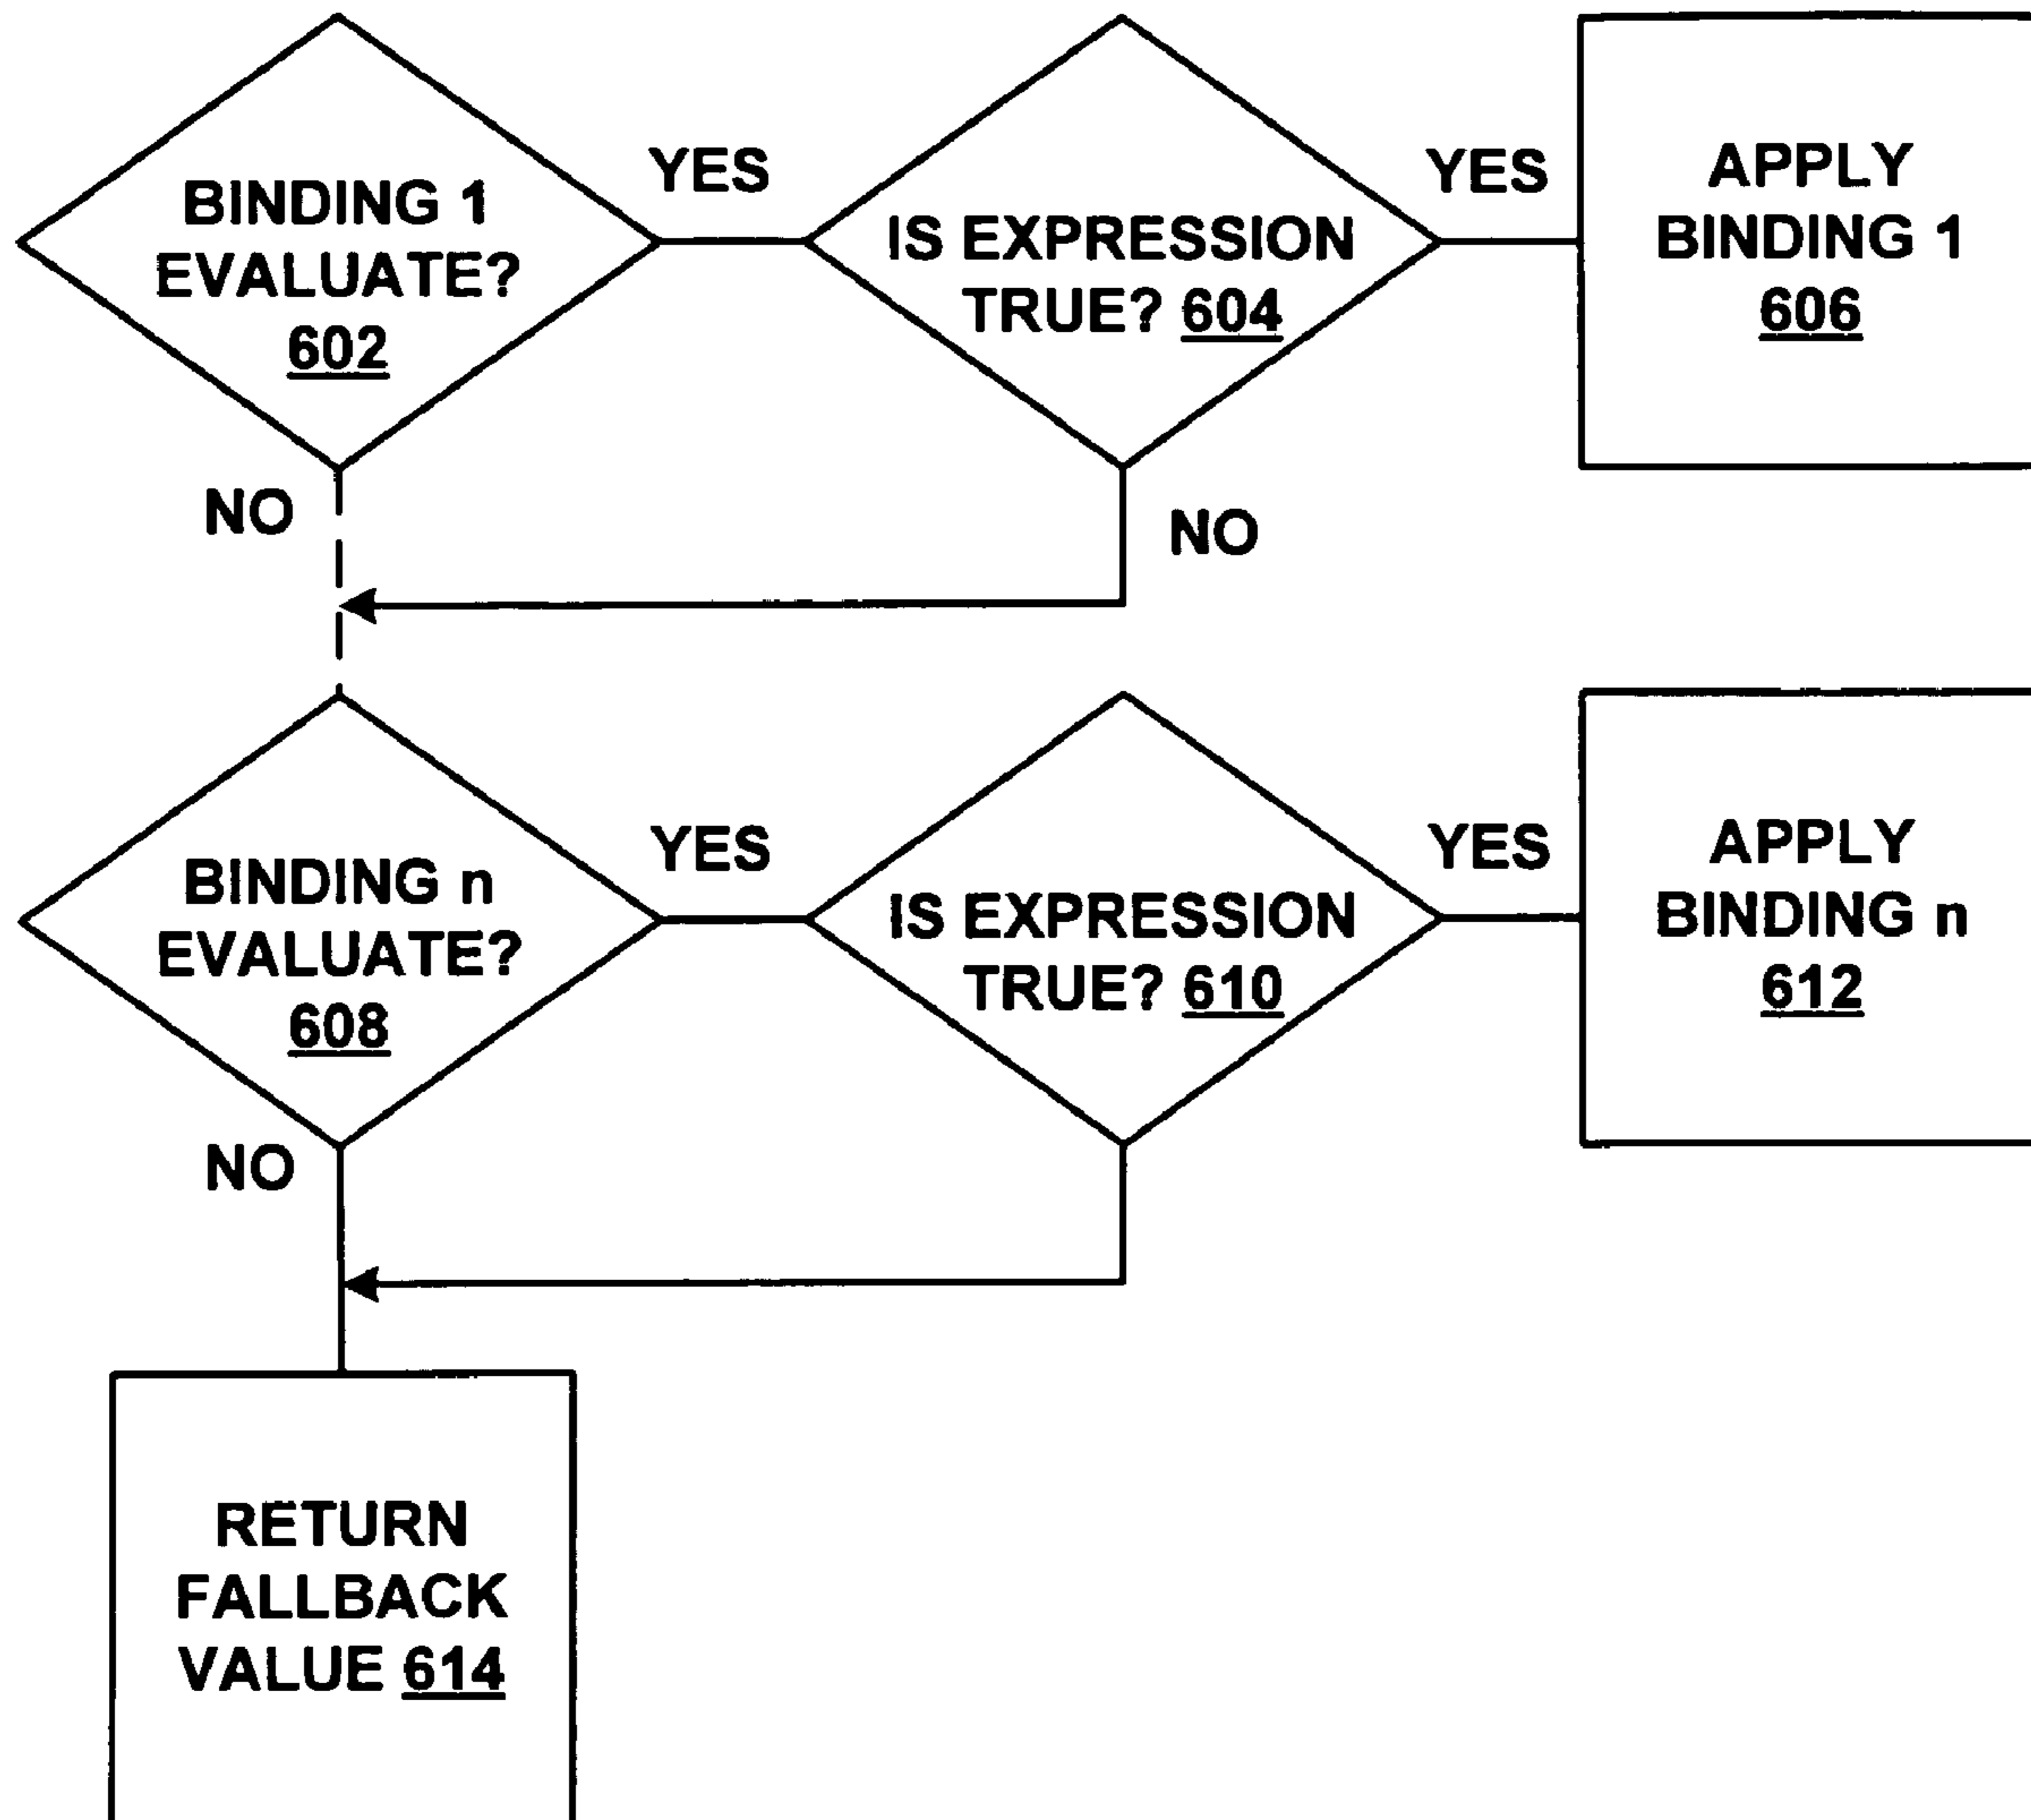 BINDING 1
EVALUATE?
602
YES
IS EXPRESSION
TRUE? 604
YES
APPLY
BINDING 1
606
NO
NO
BINDING n
EVALUATE?
608
YES
IS EXPRESSION
TRUE? 610
YES
APPLY
BINDING n
612
NO
RETURN
FALLBACK
VALUE 614